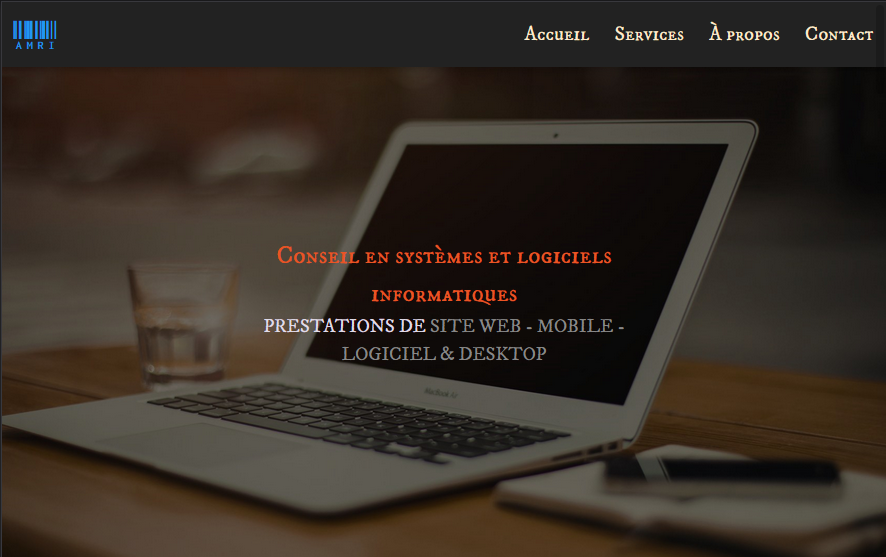 AMRI
Accueil Services À propos Contact
Conseil en systèmes et logiciels
informatiques
PRESTATIONS DE SITE WEB - MOBILE -
LOGICIEL & DESKTOP
MacBook Air